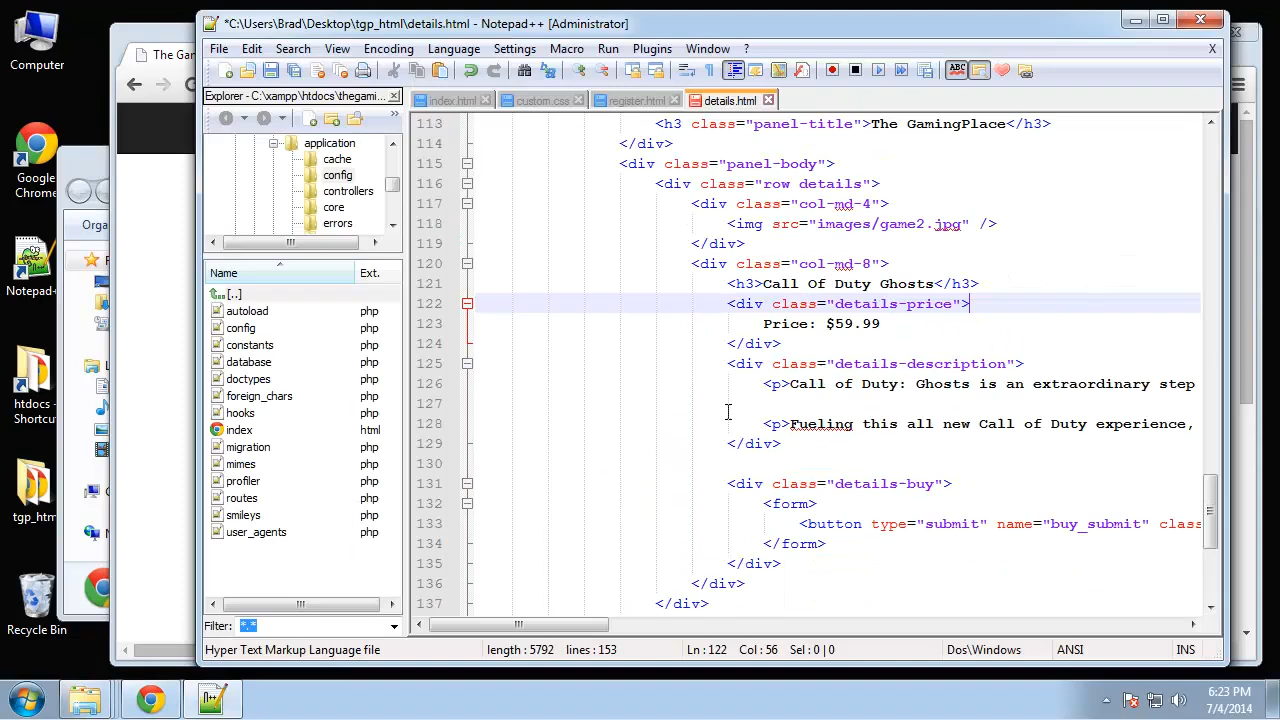 Computer
Google
Chrome
Notepad+
htdocs -
Shortcu
tgp_htm
Recycle Bin
The Gam
Orga
*C:\Users\Brad\Desktop\tgp_html\details.html - Notepad++ [Administrator]
File Edit Search View Encoding Language Settings Macro Run Plugins Window ? X
Explorer - C:\xampp\htdocs\thegami...
index.html custom.css register.html details.html
application
cache
config
controllers
core
errors
Name Ext.
[..]
autoload php
config php
constants php
database php
doctypes php
foreign_chars php
hooks php
index html
migration php
mimes php
profiler php
routes php
smileys php
user_agents php
Filter: *.*
113 <h3 class="panel-title">The GamingPlace</h3>
114 </div>
115 <div class="panel-body">
116 <div class="row details">
117 <div class="col-md-4">
118 <img src="images/game2.jpg" />
119 </div>
120 <div class="col-md-8">
121 <h3>Call Of Duty Ghosts</h3>
122 <div class="details-price">
123 Price: $59.99
124 </div>
125 <div class="details-description">
126 <p>Call of Duty: Ghosts is an extraordinary step
127
128 <p>Fueling this all new Call of Duty experience,
129 </div>
130
131 <div class="details-buy">
132 <form>
133 <button type="submit" name="buy_submit" class
134 </form>
135 </div>
136 </div>
137 </div>
Hyper Text Markup Language file length : 5792 lines : 153 Ln : 122 Col : 56 Sel : 0 | 0 Dos\Windows ANSI INS
6:23 PM
7/4/2014